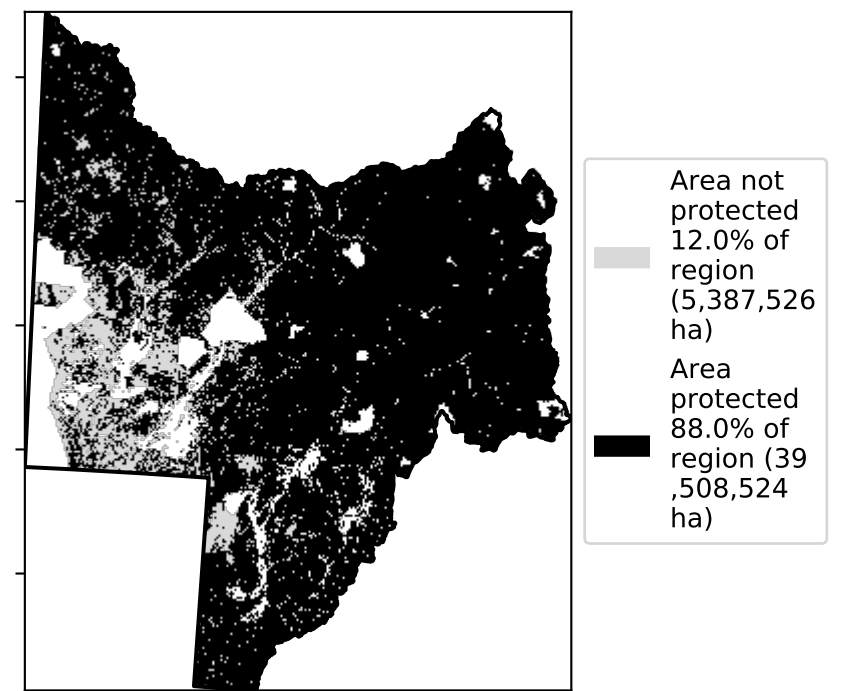 Area not
protected
12.0% of
region
(5,387,526
ha)
Area
protected
88.0% of
region (39
,508,524
ha)